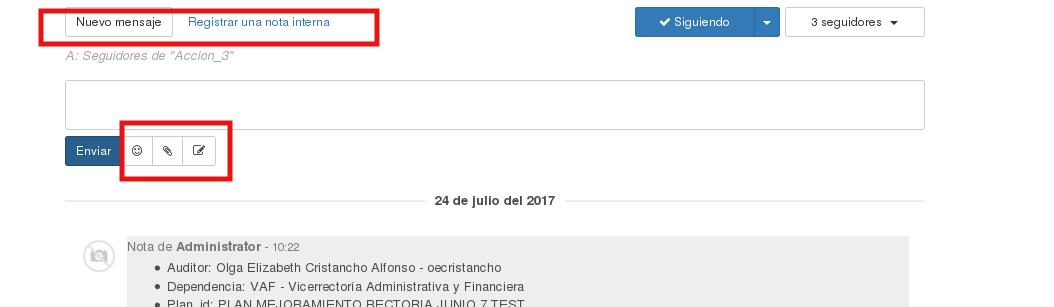 Nuevo mensaje Registrar una nota interna Siguiendo 3 seguidores
A: Seguidores de "Accion_3"
Enviar
24 de julio del 2017
Nota de Administrator - 10:22
• Auditor: Olga Elizabeth Cristancho Alfonso - oecristancho
• Dependencia: VAF - Vicerrectoría Administrativa y Financiera
• Plan_id: PLAN MEJORAMIENTO RECTORIA JUNIO 7 TEST